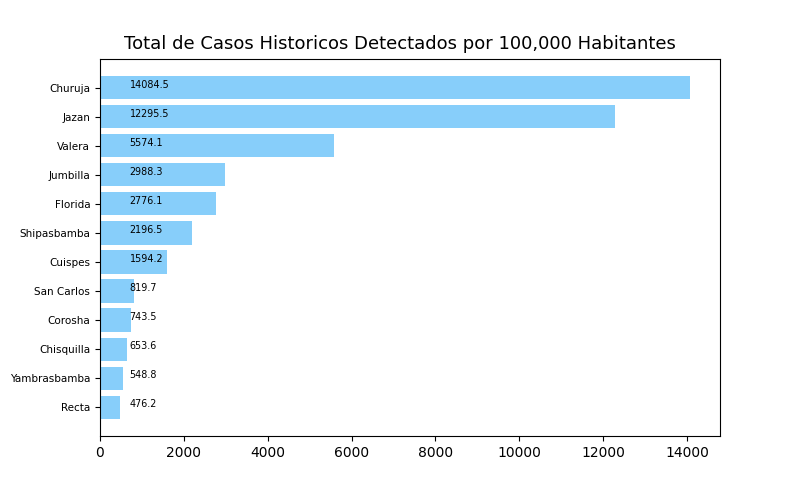 Total de Casos Historicos Detectados por 100,000 Habitantes
Churuja 14084.5
Jazan 12295.5
Valera 5574.1
Jumbilla 2988.3
Florida 2776.1
Shipasbamba 2196.5
Cuispes 1594.2
San Carlos 819.7
Corosha 743.5
Chisquilla 653.6
Yambrasbamba 548.8
Recta 476.2
0 2000 4000 6000 8000 10000 12000 14000